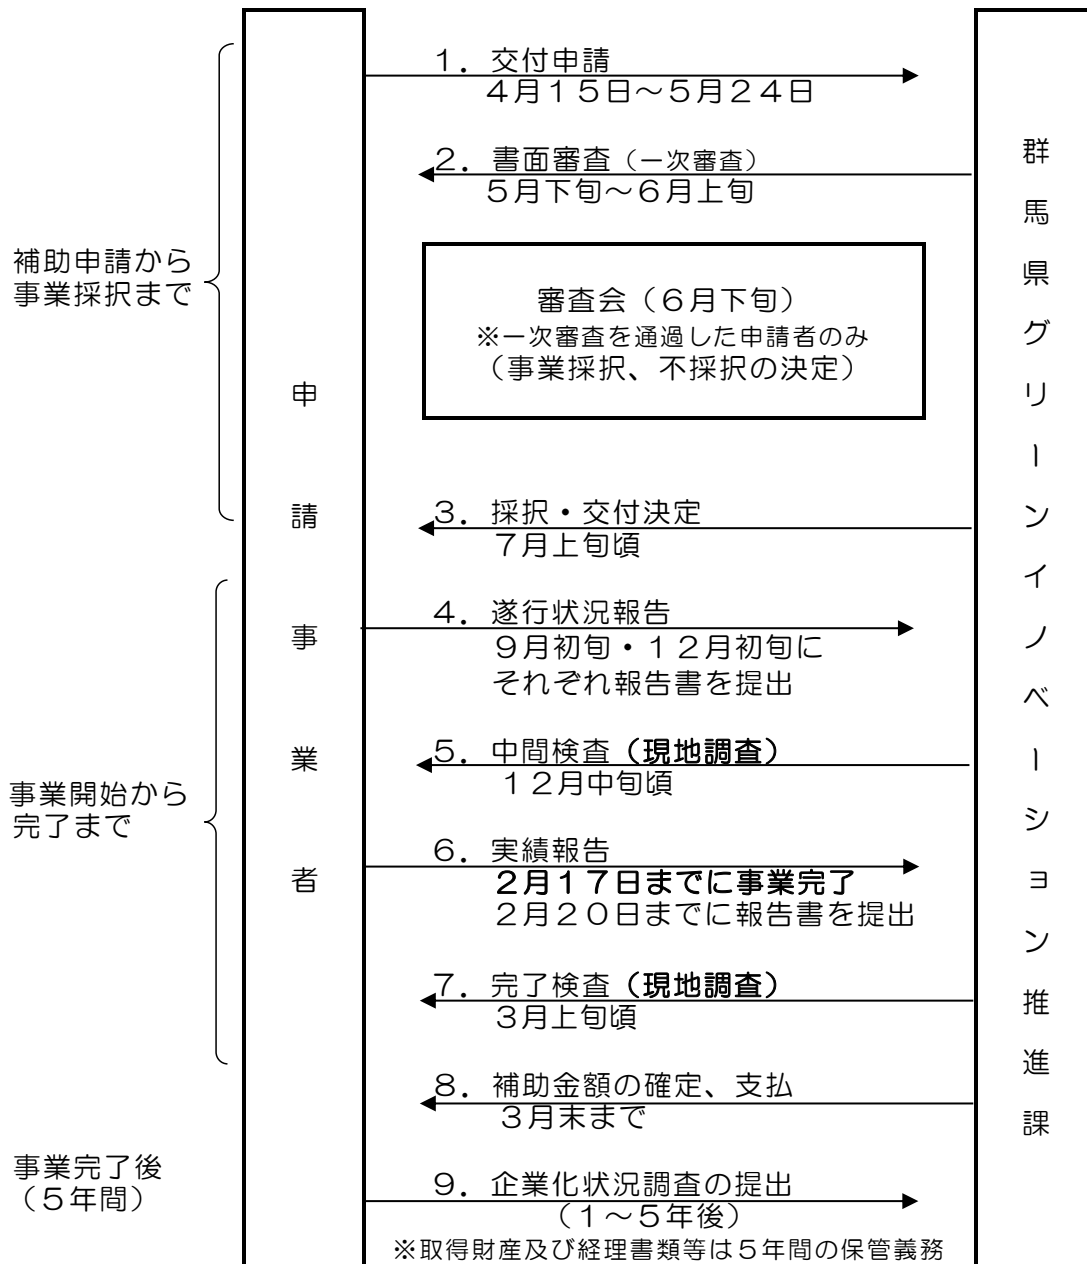 1．交付申請
4月15日～5月24日
2．書面審査（一次審査）
5月下旬～6月上旬
補助申請から
事業採択まで
審査会（6月下旬）
※一次審査を通過した申請者のみ
（事業採択、不採択の決定）
3．採択・交付決定
7月上旬頃
4．遂行状況報告
9月初旬・12月初旬に
それぞれ報告書を提出
5．中間検査（現地調査）
12月中旬頃
事業開始から
完了まで
6．実績報告
2月17日までに事業完了
2月20日までに報告書を提出
7．完了検査（現地調査）
3月上旬頃
8．補助金額の確定、支払
3月末まで
事業完了後
（5年間）
9．企業化状況調査の提出
（1～5年後）
※取得財産及び経理書類等は5年間の保管義務
申請事業者
群馬県グリーンイノベーション推進課